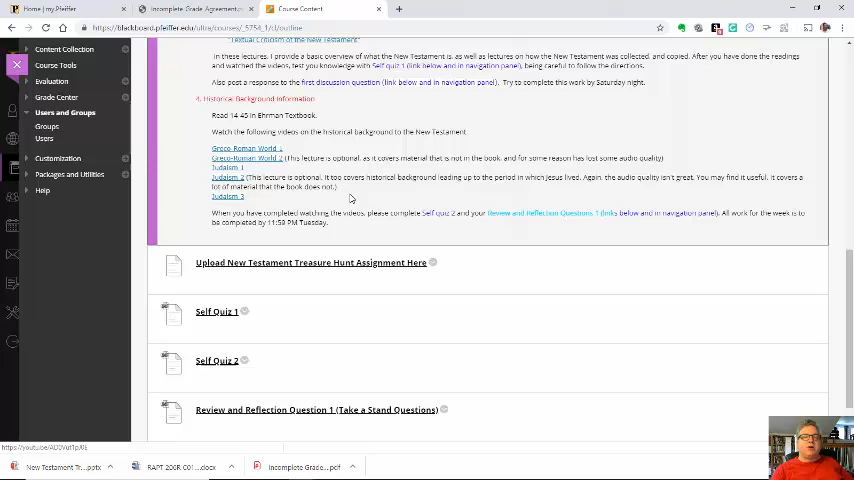 Home | my.Pfeiffer
Incomplete_Grade_Agreement.pdf
Course Content
https://blackboard.pfeiffer.edu/ultra/courses/_5754_1/cl/outline
Content Collection
Course Tools
Evaluation
Grade Center
Users and Groups
Groups
Users
Customization
Packages and Utilities
Help
"Textual Criticism of the New Testament"
In these lectures, I provide a basic overview of what the New Testament is, as well as lectures on how the New Testament was collected, and copied. After you have done the readings
and watched the videos, test you knowledge with Self quiz 1 (link below and in navigation panel), being careful to follow the directions.
Also post a response to the first discussion question (link below and in navigation panel). Try to complete this work by Saturday night.
4. Historical Background Information
Read 14-45 in Ehrman Textbook.
Watch the following videos on the historical background to the New Testament
Greco-Roman World 1
Greco-Roman World 2 (This lecture is optional, as it covers material that is not in the book, and for some reason has lost some audio quality)
Judaism 1
Judaism 2 (This lecture is optional, it too covers historical background leading up to the period in which Jesus lived. Again, the audio quality isn't great. You may find it useful, it covers a
lot of material that the book does not.)
Judaism 3
When you have completed watching the videos, please complete Self quiz 2 and your Review and Reflection Questions 1 (links below and in navigation panel). All work for the week is to
be completed by 11:59 PM Tuesday.
Upload New Testament Treasure Hunt Assignment Here
Self Quiz 1
Self Quiz 2
Review and Reflection Question 1 (Take a Stand Questions)
New Testament Tr....pptx
RAPT 206R C01....docx
Incomplete Grade....pdf